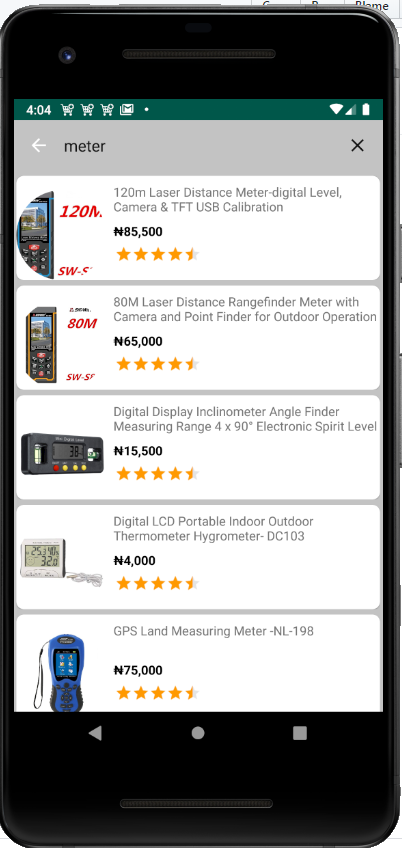 Blame
4:04
meter
120m Laser Distance Meter-digital Level,
Camera & TFT USB Calibration
₦85,500
120M.
SW-S
80M Laser Distance Rangefinder Meter with
Camera and Point Finder for Outdoor Operation
₦65,000
80M
SW-SF
Digital Display Inclinometer Angle Finder
Measuring Range 4 x 90° Electronic Spirit Level
₦15,500
Digital LCD Portable Indoor Outdoor
Thermometer Hygrometer- DC103
₦4,000
GPS Land Measuring Meter -NL-198
₦75,000